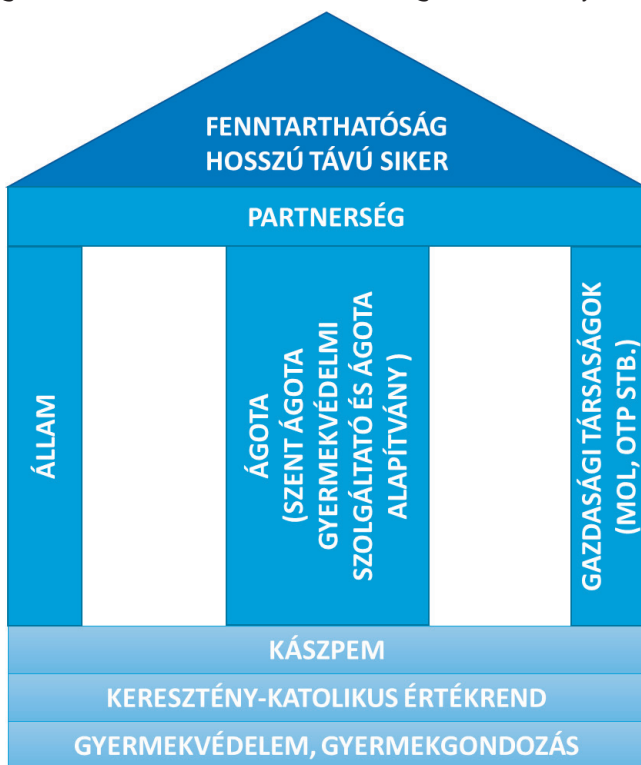 FENNTARTHATÓSÁG
HOSSZÚ TÁVÚ SIKER
PARTNERSÉG
ÁLLAM
ÁGOTA
(SZENT ÁGOTA
GYERMEKVÉDELMI
SZOLGÁLTATÓ ÉS ÁGOTA
ALAPÍTVÁNY )
GAZDASÁGI TÁRSASÁGOK
(MOL, OTP STB.)
KÁSZPEM
KERESZTÉNY-KATOLIKUS ÉRTÉKREND
GYERMEKVÉDELEM, GYERMEKGONDOZÁS